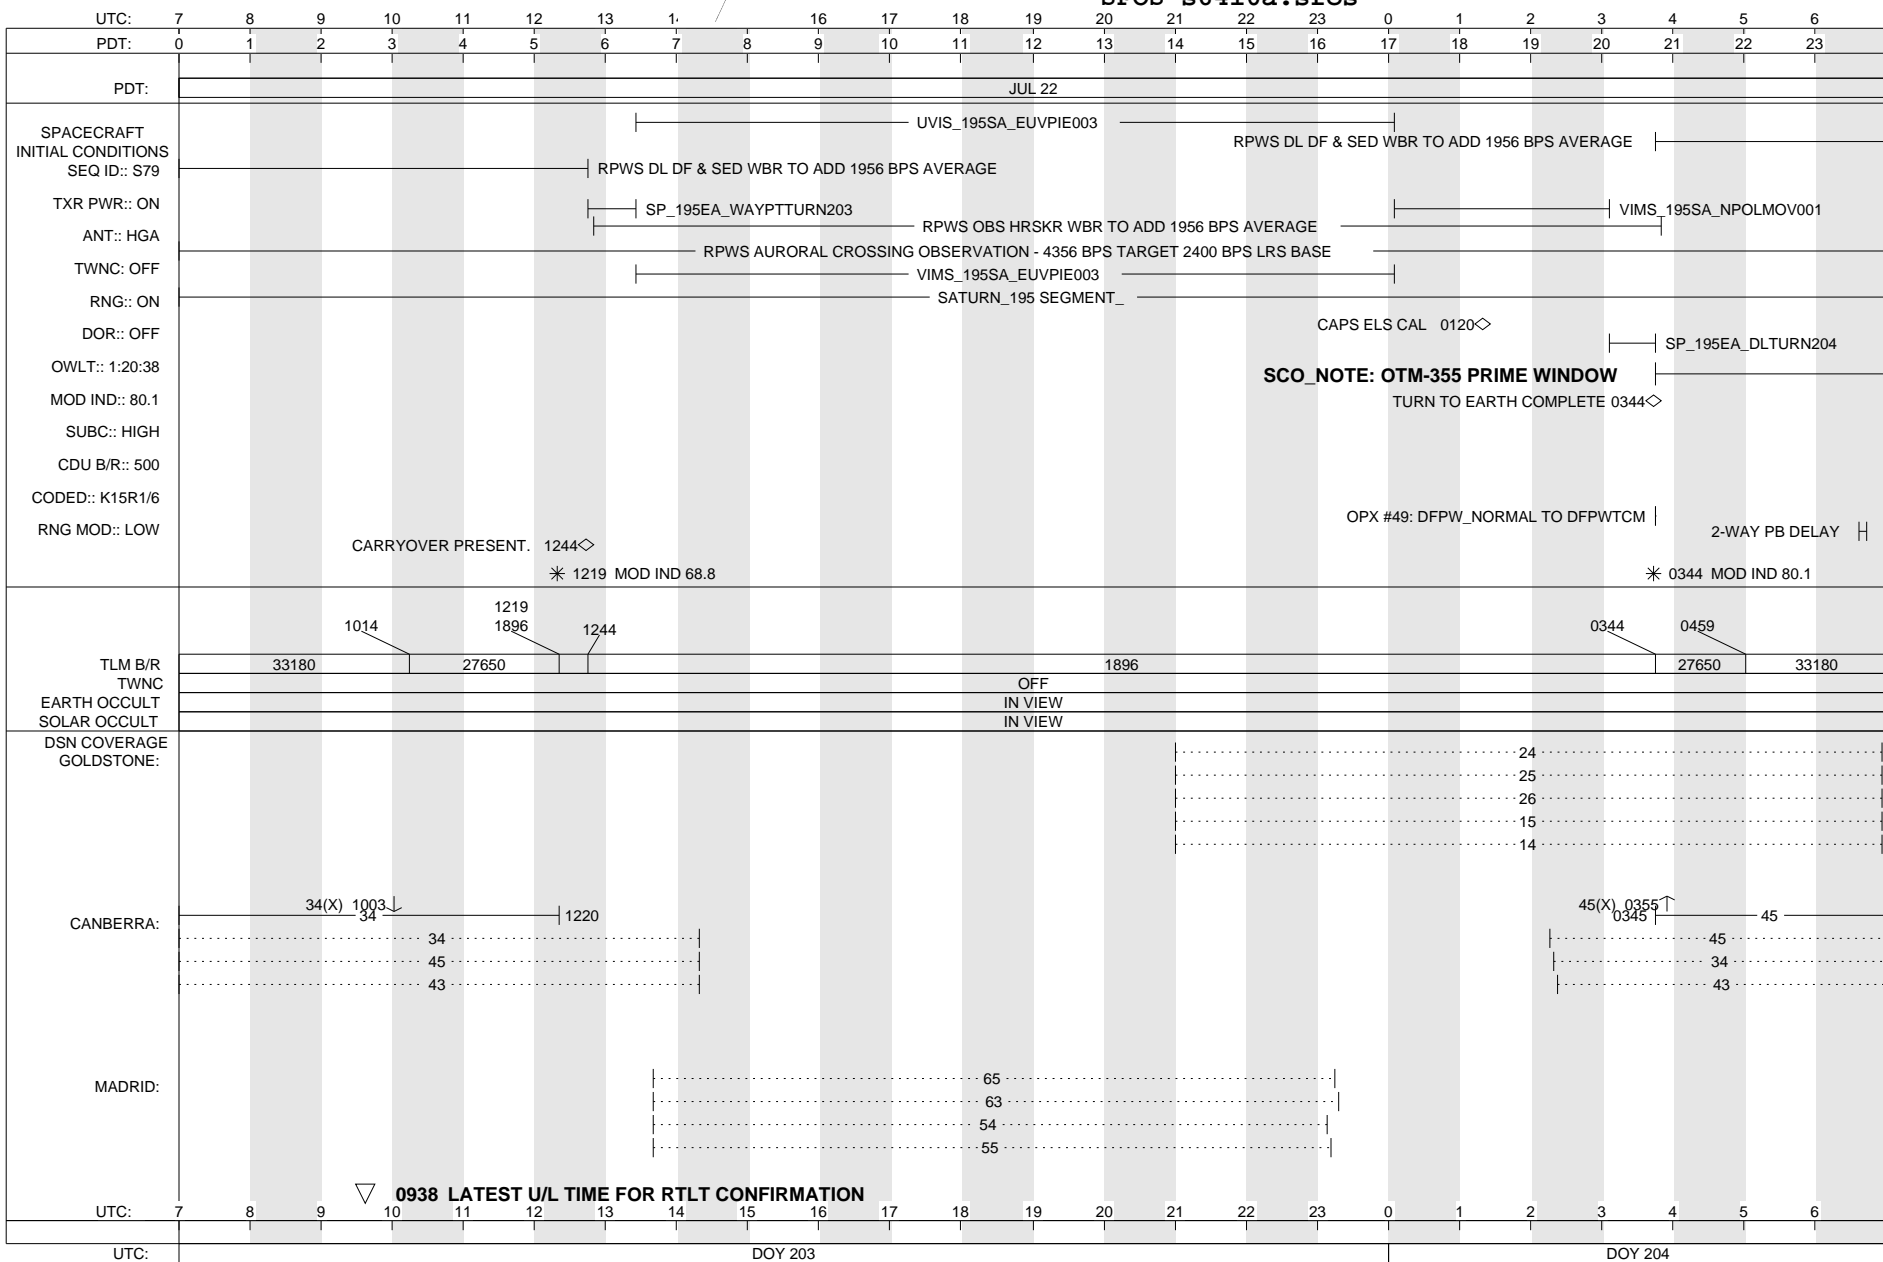 UTC: 7 8 9 10 11 12 13 16 17 18 19 20 21 22 23 0 1 2 3 4 5 6
PDT: 0 1 2 3 4 5 6 7 8 9 10 11 12 13 14 15 16 17 18 19 20 21 22 23
PDT: JUL 22
SPACECRAFT
INITIAL CONDITIONS
SEQ ID:: S79
TXR PWR:: ON
ANT:: HGA
TWNC: OFF
RNG:: ON
DOR:: OFF
OWLT:: 1:20:38
MOD IND:: 80.1
SUBC:: HIGH
CDU B/R:: 500
CODED:: K15R1/6
RNG MOD:: LOW
UVIS_195SA_EUVPIE003
RPWS DL DF & SED WBR TO ADD 1956 BPS AVERAGE
RPWS DL DF & SED WBR TO ADD 1956 BPS AVERAGE
SP_195EA_WAYPTTURN203
VIMS_195SA_NPOLMOV001
RPWS OBS HRSKR WBR TO ADD 1956 BPS AVERAGE
RPWS AURORAL CROSSING OBSERVATION - 4356 BPS TARGET 2400 BPS LRS BASE
VIMS_195SA_EUVPIE003
SATURN_195 SEGMENT_
CAPS ELS CAL 0120
SP_195EA_DLTURN204
SCO_NOTE: OTM-355 PRIME WINDOW
TURN TO EARTH COMPLETE 0344
OPX #49: DFPW_NORMAL TO DFPWTCM
2-WAY PB DELAY
CARRYOVER PRESENT. 1244
1219 MOD IND 68.8
0344 MOD IND 80.1
1219
1014 1896 1244 0344 0459
TLM B/R 33180 27650 1896 27650 33180
TWNC OFF
EARTH OCCULT IN VIEW
SOLAR OCCULT IN VIEW
DSN COVERAGE
GOLDSTONE:
24
25
26
15
14
CANBERRA:
34(X) 1003 45(X) 0355
34 1220 0345 45
34 45
45 34
43 43
MADRID:
65
63
54
55
0938 LATEST U/L TIME FOR RTLT CONFIRMATION
UTC: 7 8 9 10 11 12 13 14 15 16 17 18 19 20 21 22 23 0 1 2 3 4 5 6
UTC: DOY 203 DOY 204